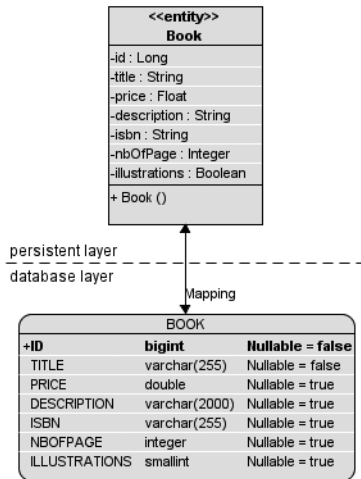 <<entity>>
Book
-id : Long
-title : String
-price : Float
-description : String
-isbn : String
-nbOfPage : Integer
-illustrations : Boolean
+ Book ()
persistent layer
database layer
Mapping
BOOK
+ID bigint Nullable = false
TITLE varchar(255) Nullable = false
PRICE double Nullable = true
DESCRIPTION varchar(2000) Nullable = true
ISBN varchar(255) Nullable = true
NBOFPAGE integer Nullable = true
ILLUSTRATIONS smallint Nullable = true